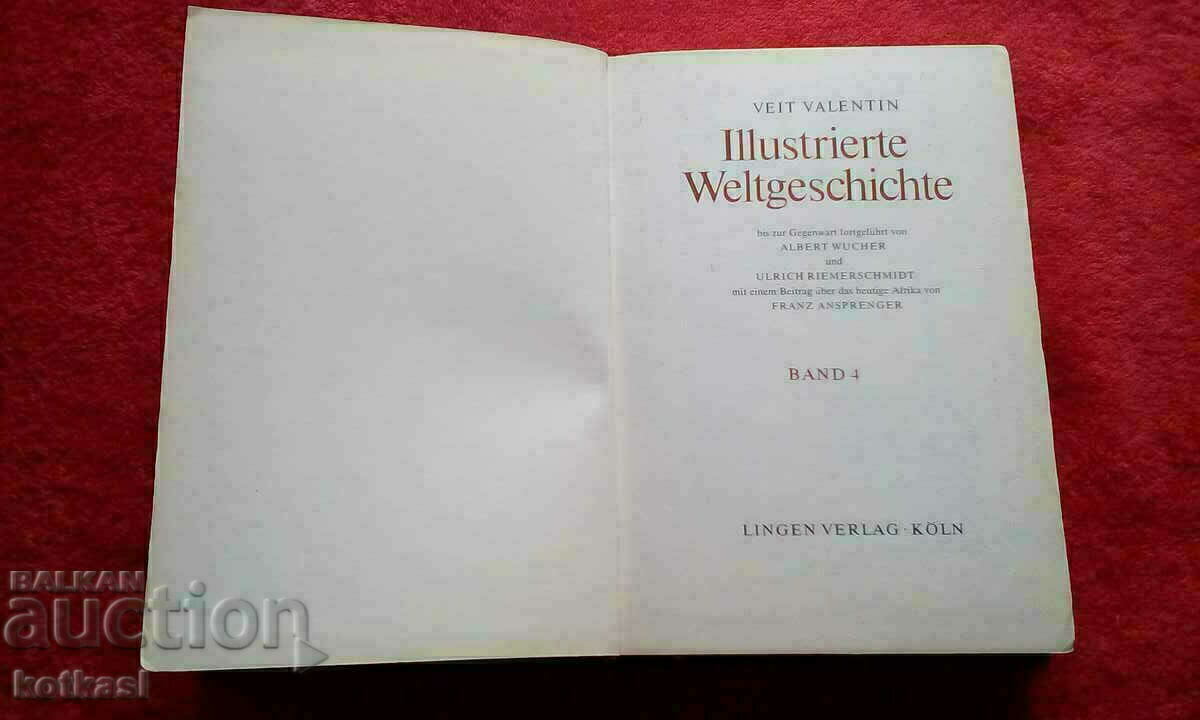 VEIT VALENTIN
Illustrierte
Weltgeschichte
bis zur Gegenwart fortgeführt von
ALBERT WUCHER
und
ULRICH RIEMERSCHMIDT
mit einem Beitrag über das heutige Afrika von
FRANZ ANSPRENGER
BAND 4
LINGEN VERLAG · KÖLN
BALKAN
auction
kotkasl